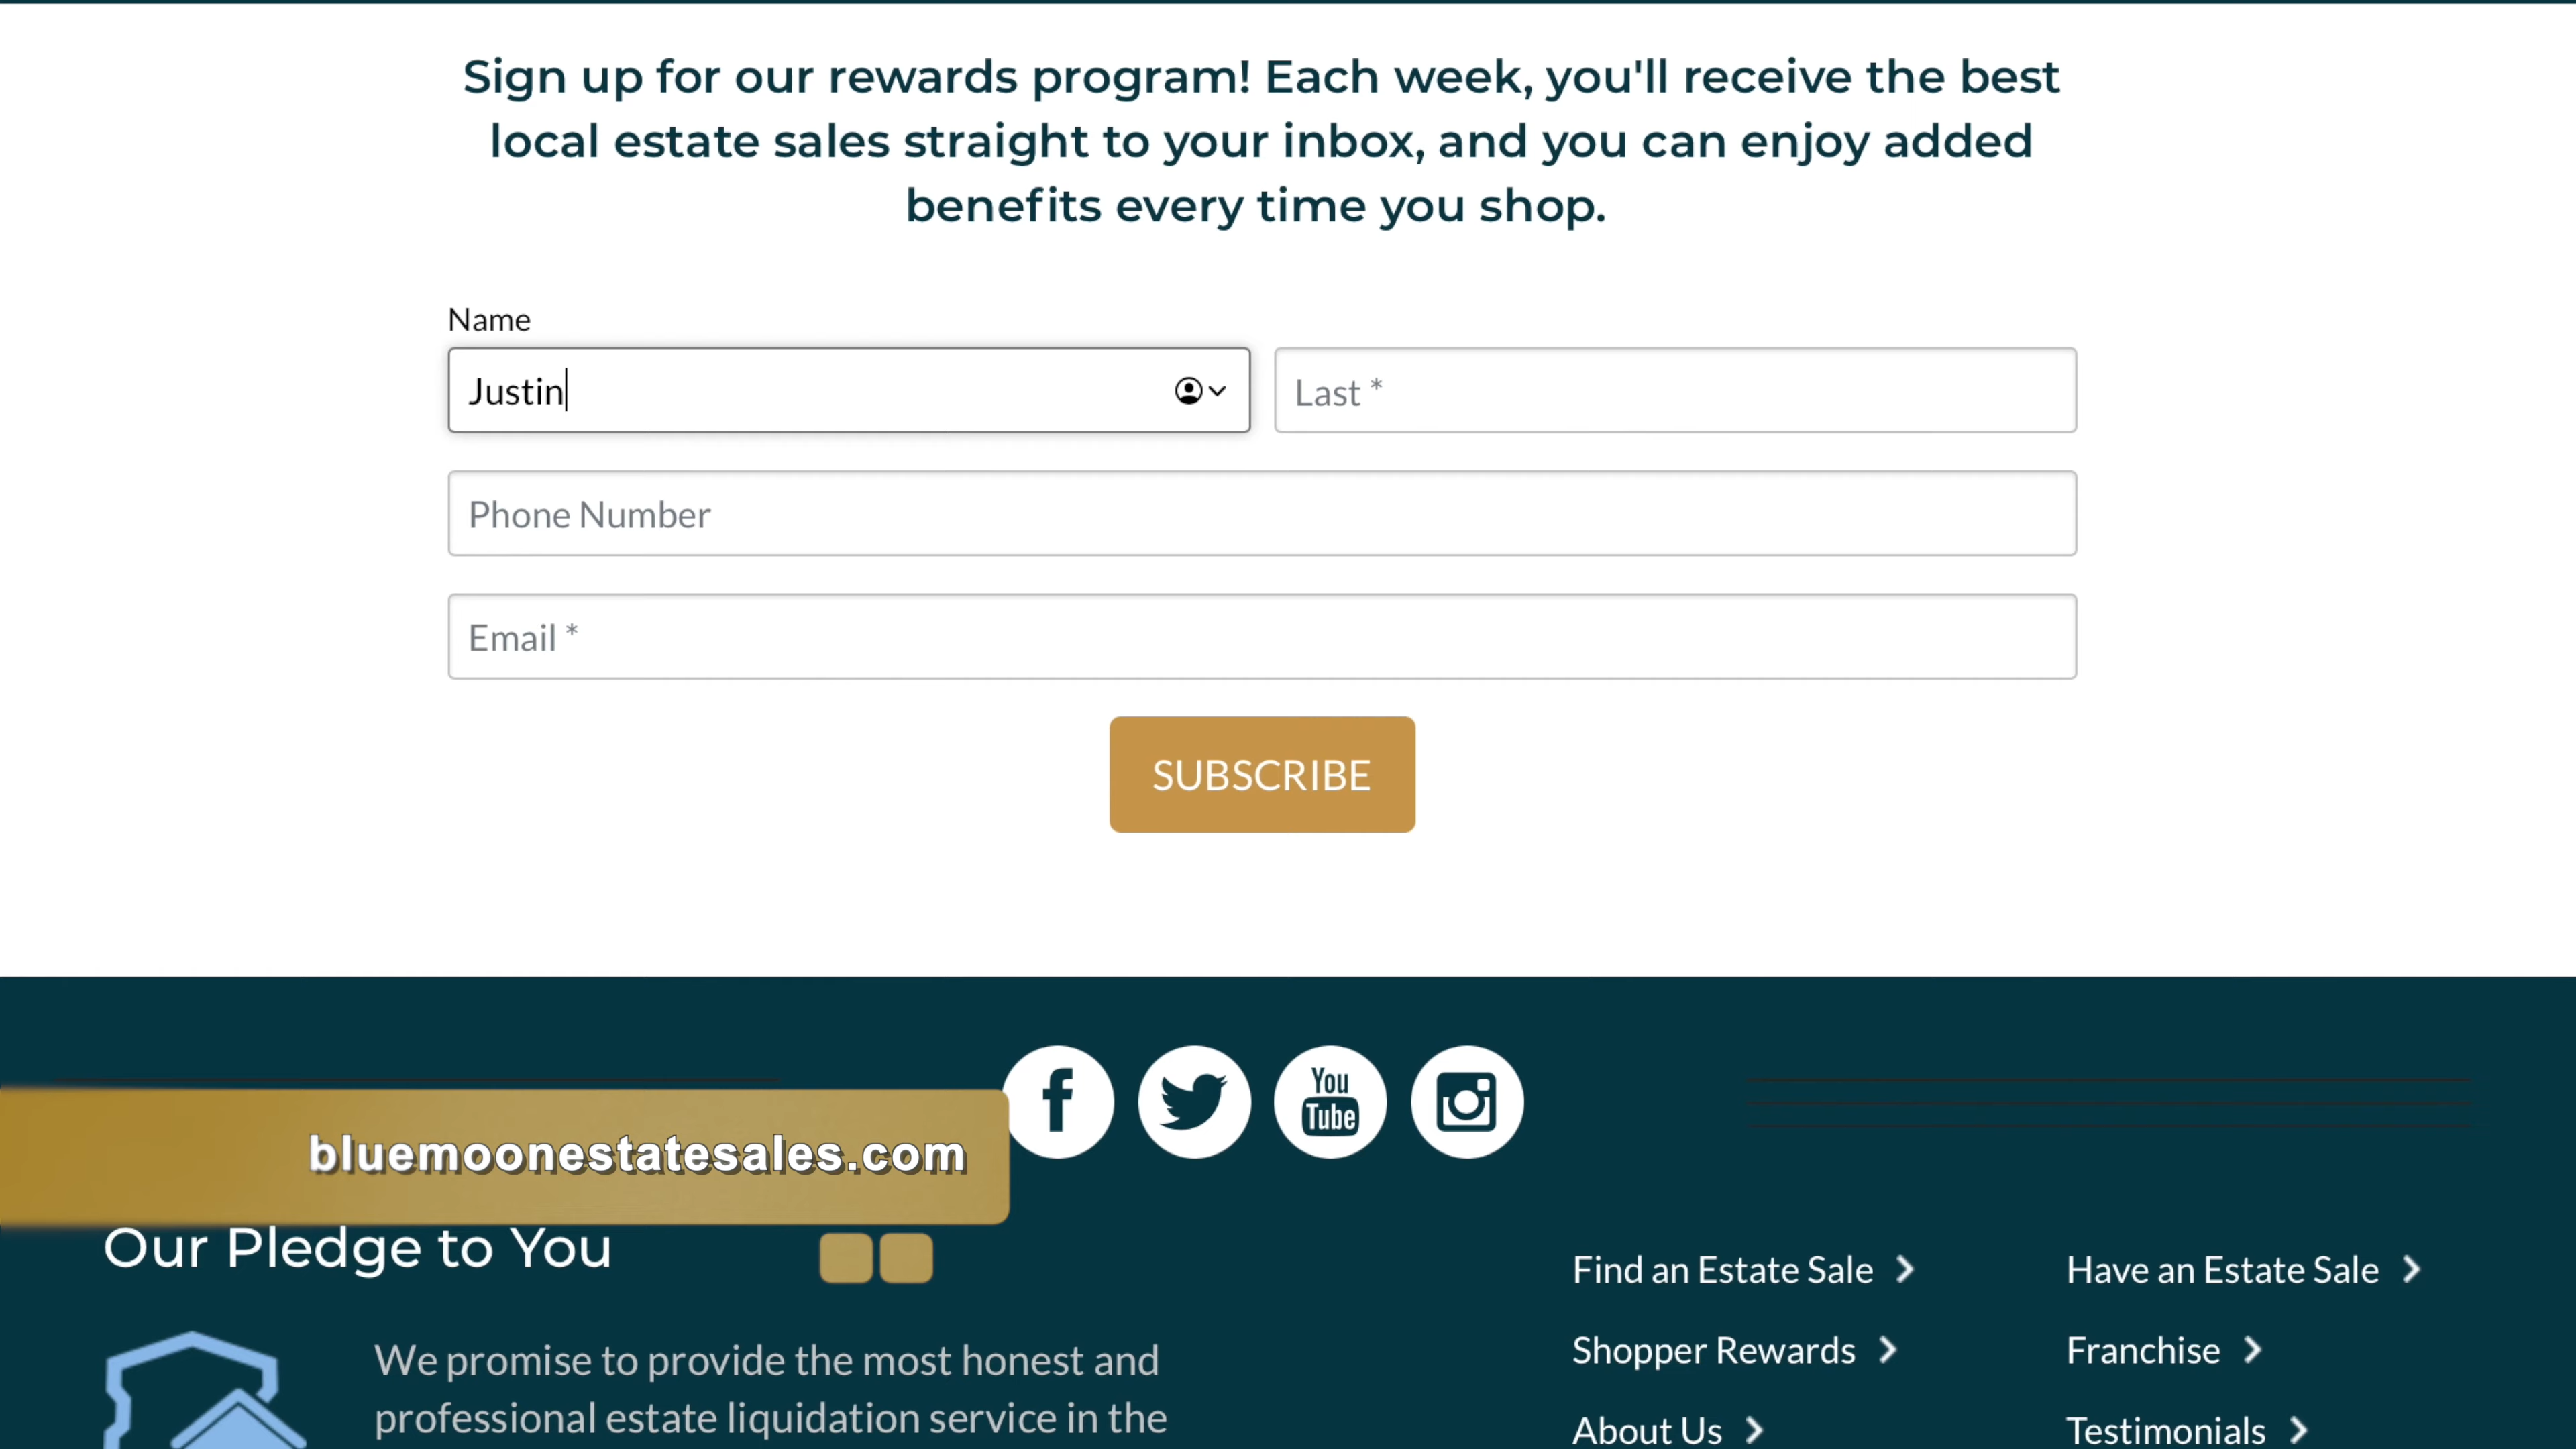 Sign up for our rewards program! Each week, you'll receive the best
local estate sales straight to your inbox, and you can enjoy added
benefits every time you shop.
Name
Justin
Last *
Phone Number
Email *
SUBSCRIBE
f
You
Tube
bluemoonestatesales.com
Our Pledge to You
We promise to provide the most honest and
professional estate liquidation service in the
Find an Estate Sale
Have an Estate Sale
Shopper Rewards
Franchise
About Us
Testimonials